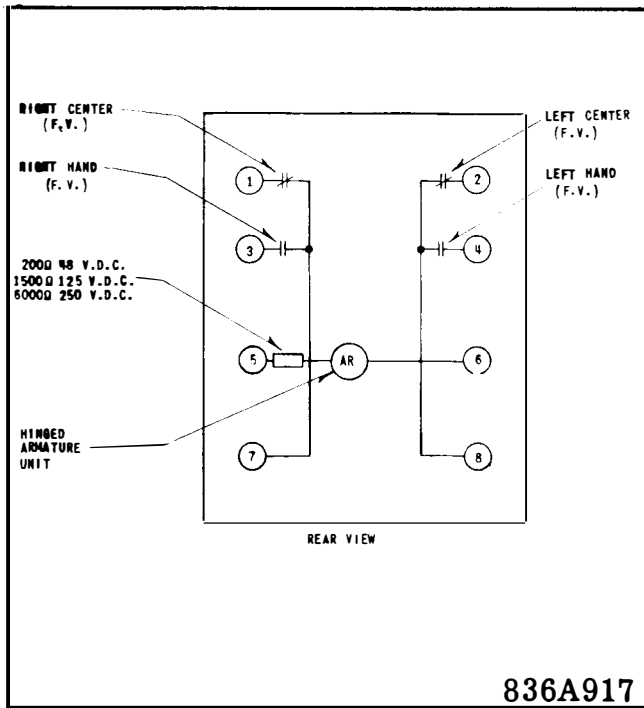 RIGHT CENTER
(F.V.)
RIGHT HAND
(F.V.)
LEFT CENTER
(F.V.)
LEFT HAND
(F.V.)
1
2
3
4
200Ω 48 V.D.C.
1500Ω 125 V.D.C.
6000Ω 250 V.D.C.
5
AR
6
HINGED
ARMATURE
UNIT
7
8
REAR VIEW
836A917